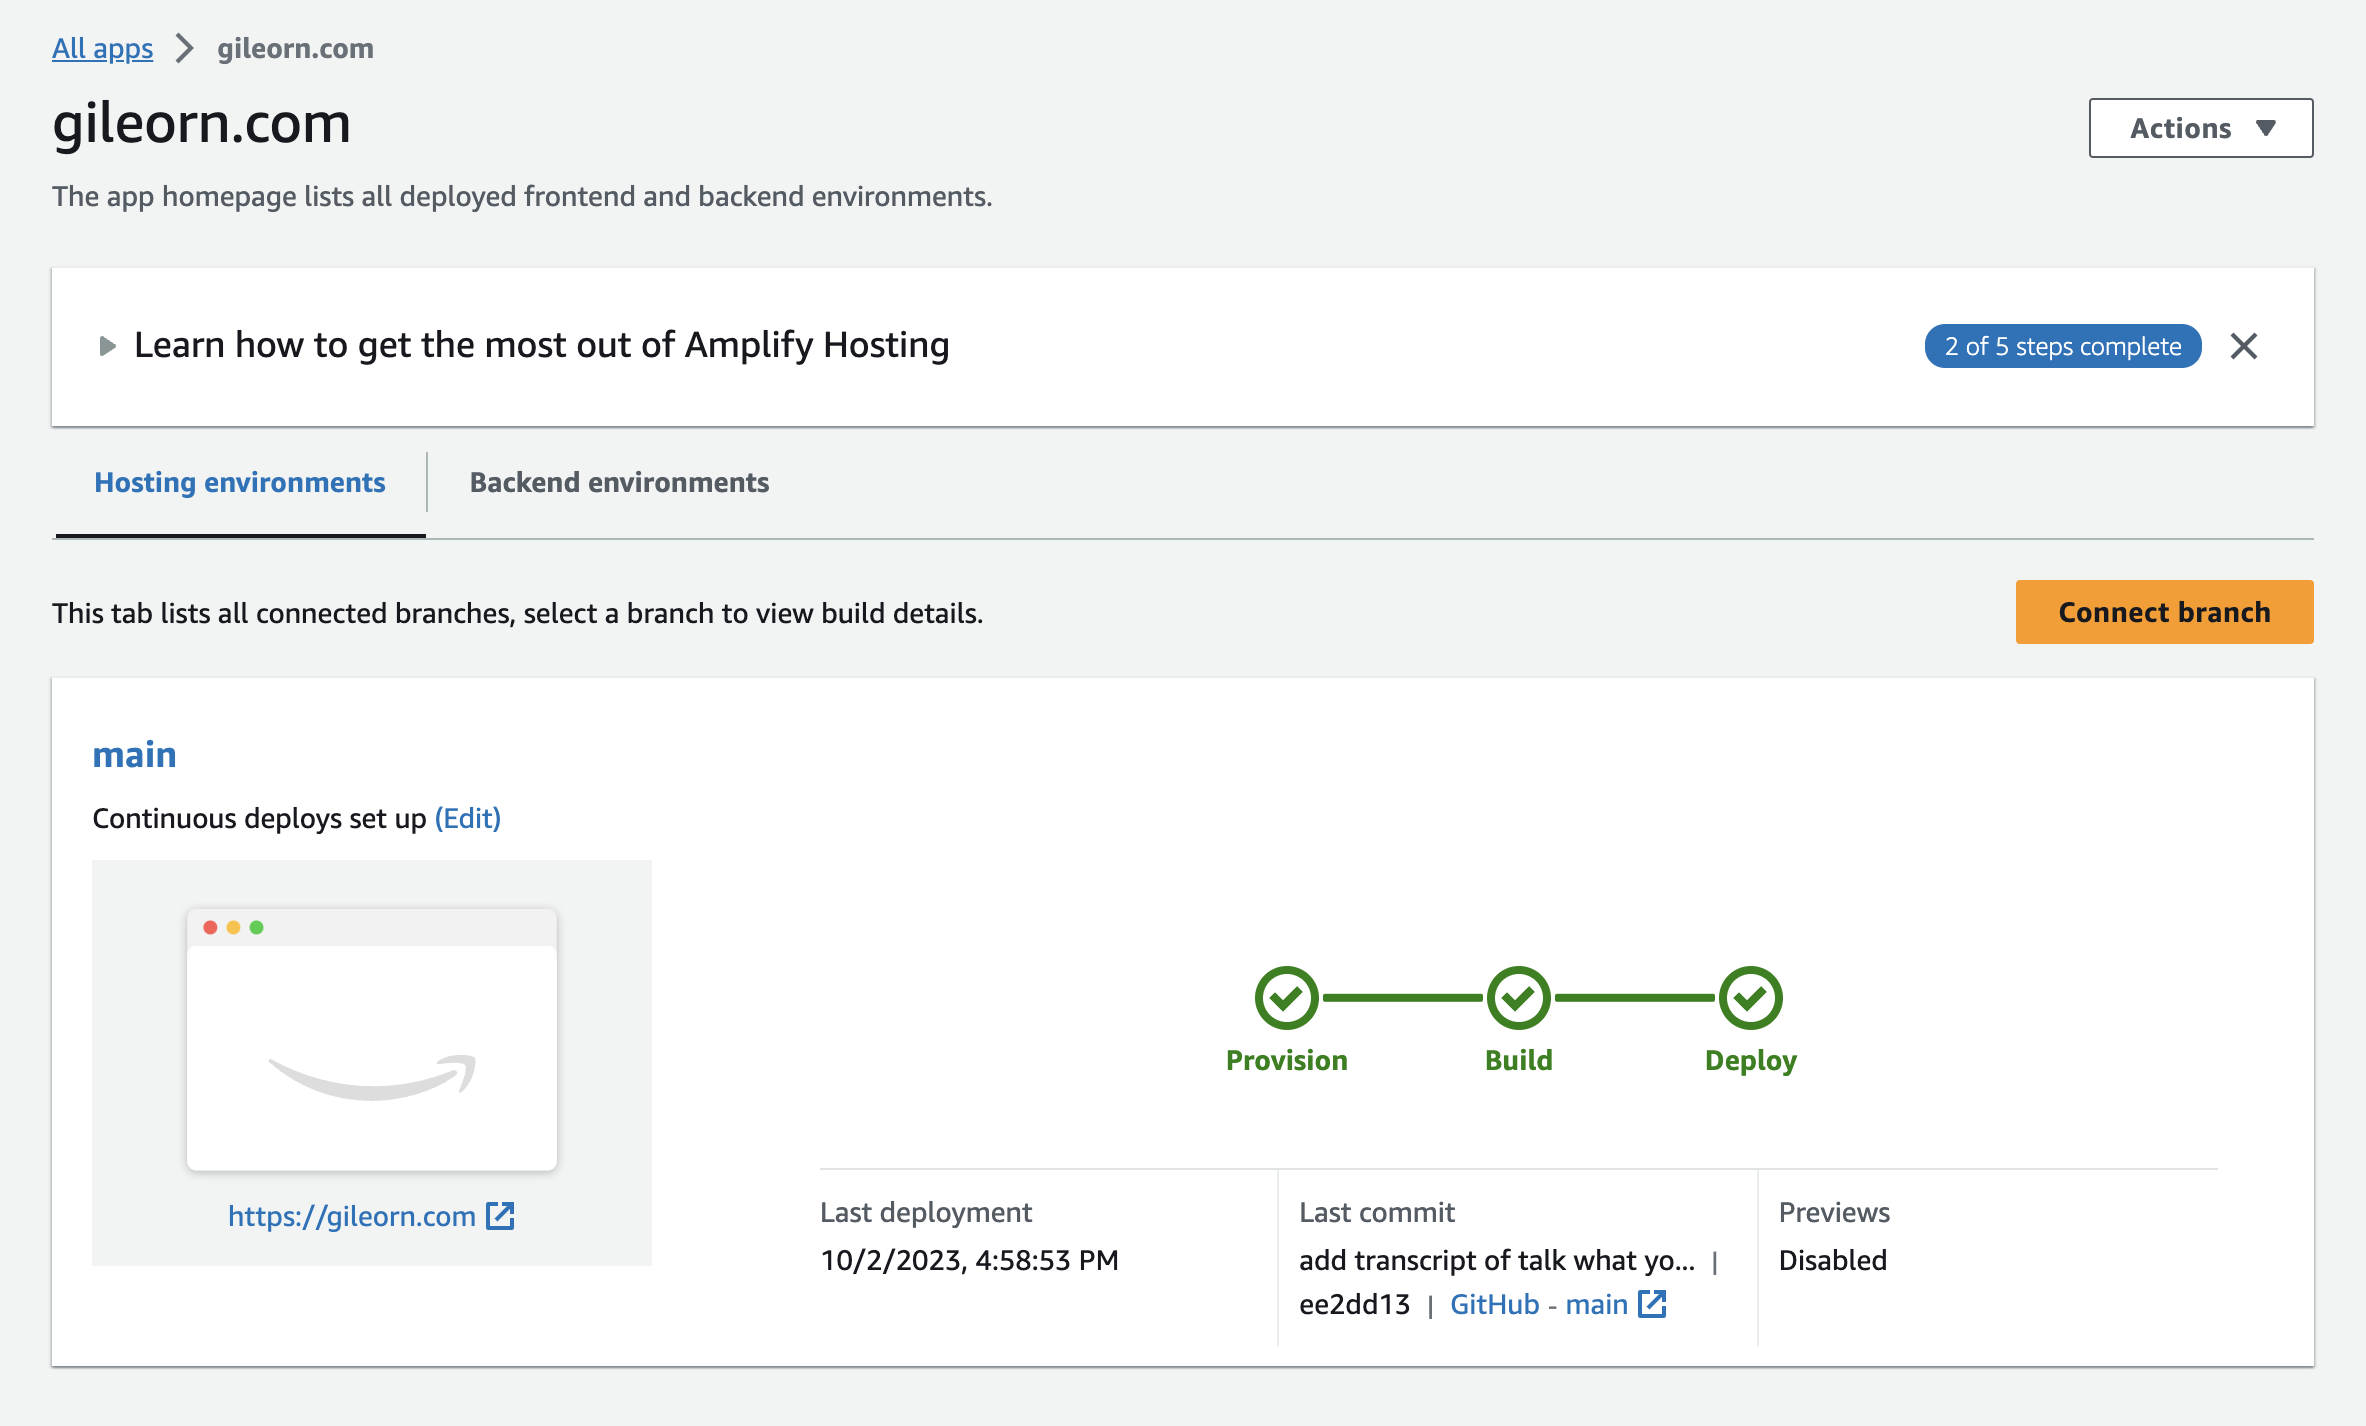 All apps > gileorn.com
gileorn.com
Actions
The app homepage lists all deployed frontend and backend environments.
Learn how to get the most out of Amplify Hosting
2 of 5 steps complete
Hosting environments
Backend environments
This tab lists all connected branches, select a branch to view build details.
Connect branch
main
Continuous deploys set up (Edit)
https://gileorn.com
Provision
Build
Deploy
Last deployment
10/2/2023, 4:58:53 PM
Last commit
add transcript of talk what yo... |
ee2dd13 | GitHub - main
Previews
Disabled